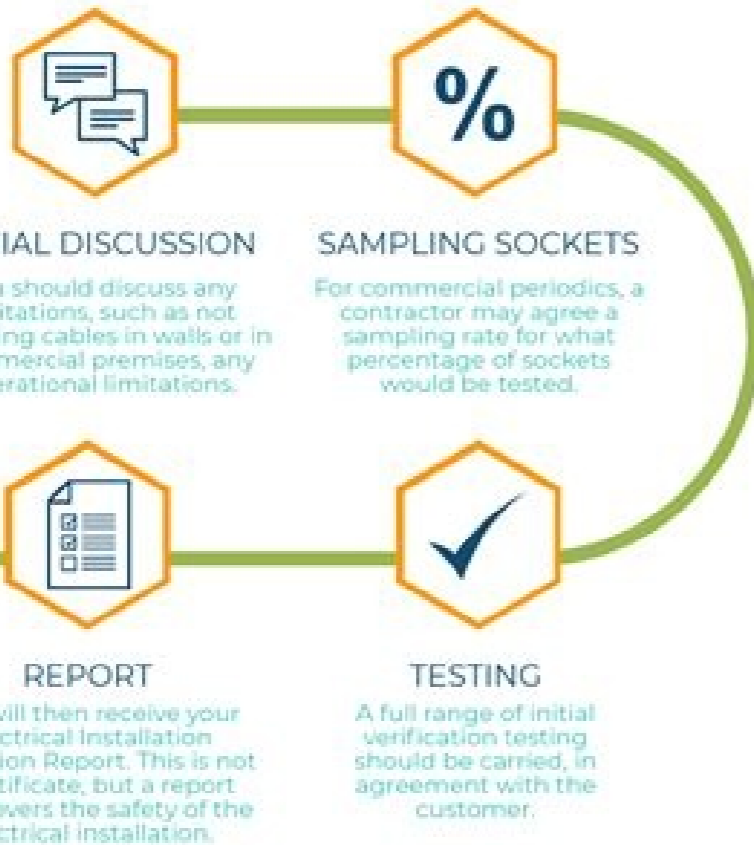 %
TIAL DISCUSSION
should discuss any
itations, such as not
ing cables in walls or in
mercial premises, any
erational limitations.
SAMPLING SOCKETS
For commercial periodics, a
contractor may agree a
sampling rate for what
percentage of sockets
would be tested.
REPORT
will then receive your
ctrical Installation
ion Report. This is not
tificate, but a report
vers the safety of the
ctrical installation.
TESTING
A full range of initial
verification testing
should be carried, in
agreement with the
customer.